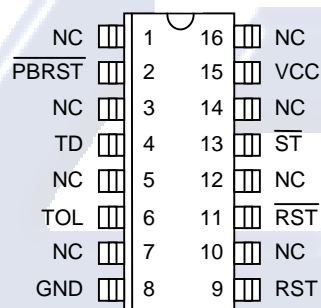 NC 1 16 NC
PBRST 2 15 VCC
NC 3 14 NC
TD 4 13 ST
NC 5 12 NC
TOL 6 11 RST
NC 7 10 NC
GND 8 9 RST